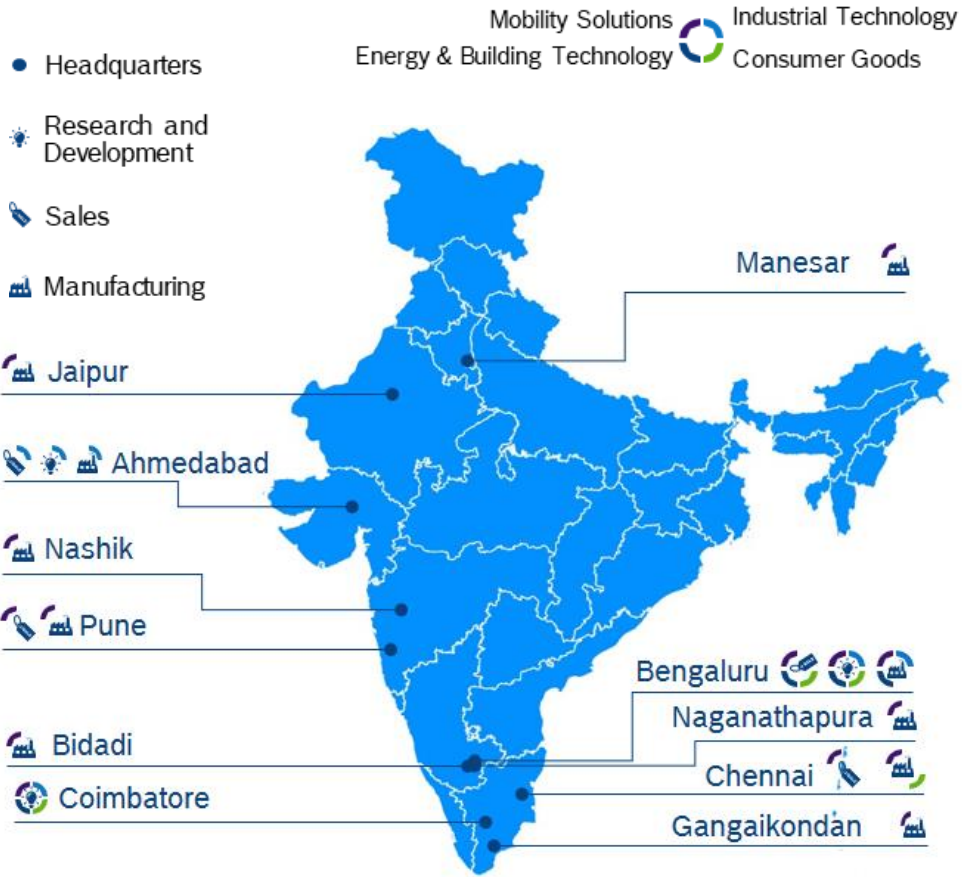 Mobility Solutions
Industrial Technology
Energy & Building Technology
Consumer Goods
Headquarters
Research and
Development
Sales
Manufacturing
Manesar
Jaipur
Ahmedabad
Nashik
Pune
Bengaluru
Naganathapura
Bidadi
Chennai
Coimbatore
Gangaikondan